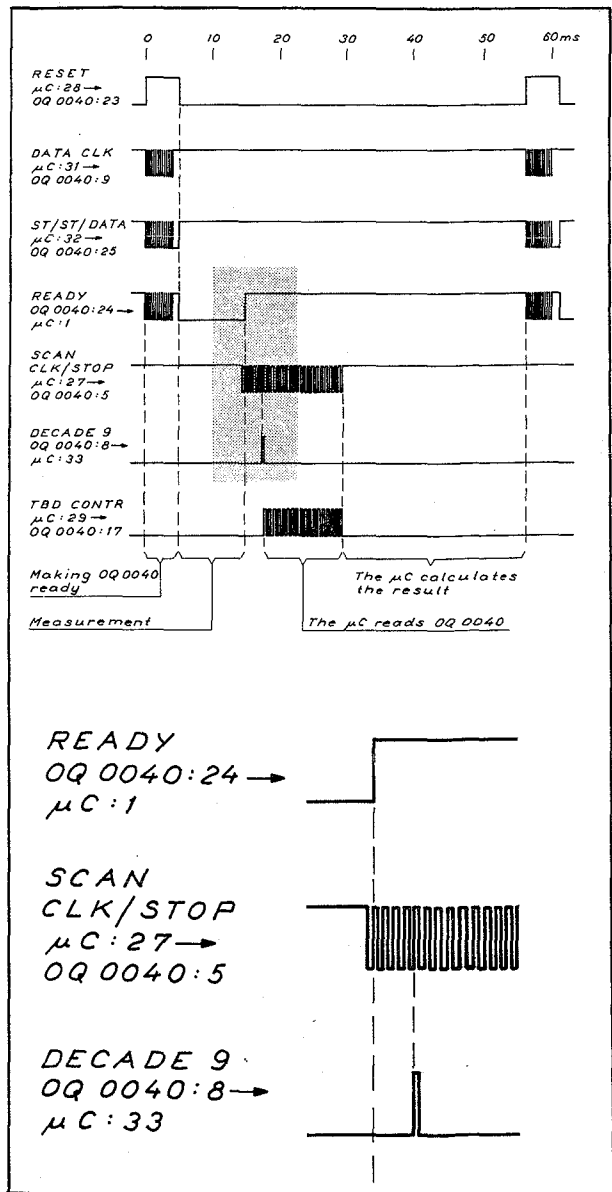 0 10 20 30 40 50 60ms
RESET
μC:28→
OQ 0040:23
DATA CLK
μC:31→
OQ 0040:9
ST/ST/DATA
μC:32→
OQ 0040:25
READY
OQ 0040:24→
μC:1
SCAN
CLK/STOP
μC:27→
OQ 0040:5
DECADE 9
OQ 0040:8→
μC:33
TBD CONTR
μC:29→
OQ 0040:17
Making OQ 0040
ready
The μC calculates
the result
Measurement
The μC reads OQ 0040
READY
OQ 0040:24→
μC:1
SCAN
CLK/STOP
μC:27→
OQ 0040:5
DECADE 9
OQ 0040:8→
μC:33